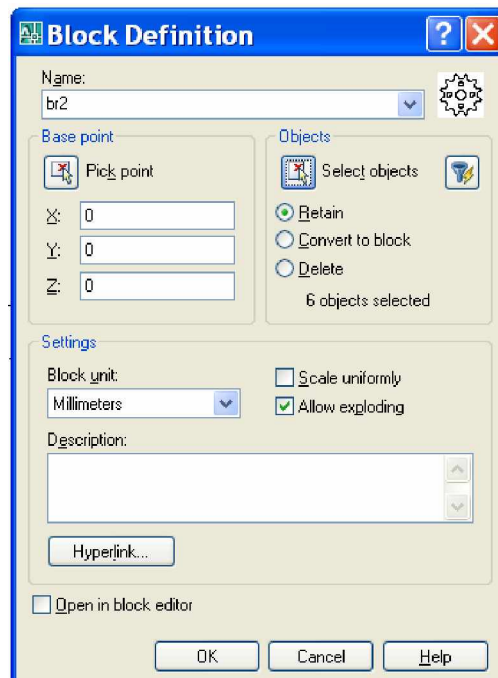 Block Definition
Name:
br2
Base point
Pick point
X: 0
Y: 0
Z: 0
Objects
Select objects
Retain
Convert to block
Delete
6 objects selected
Settings
Block unit:
Millimeters
Scale uniformly
Allow exploding
Description:
Hyperlink...
Open in block editor
OK Cancel Help